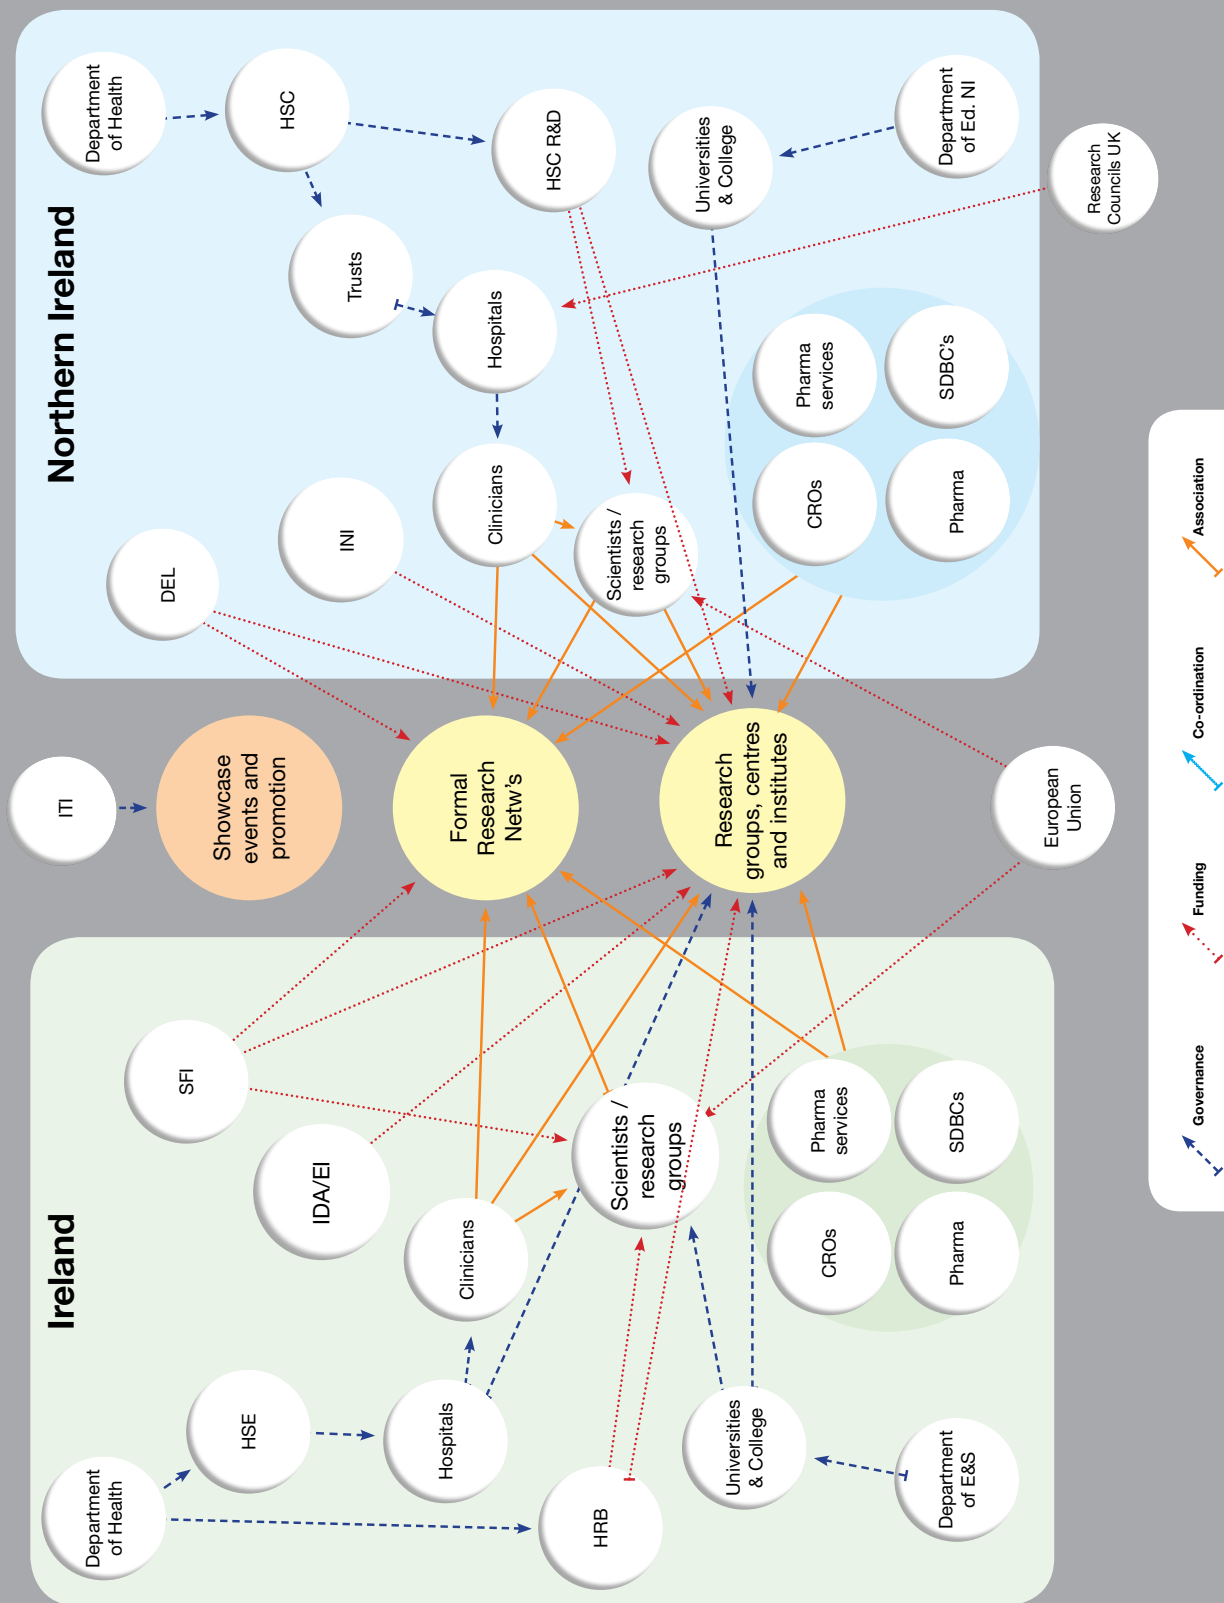 Ireland
Northern Ireland
Department
of Health
HSE
Hospitals
HRB
Universities
& College
Department
of E&S
SFI
IDA/EI
Clinicians
Scientists /
research
groups
CROs
Pharma
services
Pharma
SDBCs
ITI
Showcase
events and
promotion
Formal
Research
Netw's
Research
groups, centres
and institutes
European
Union
DEL
INI
Clinicians
Scientists /
research
groups
Hospitals
Trusts
Department
of Health
HSC
HSC R&D
Universities
& College
Department
of Ed. NI
Research
Councils UK
CROs
Pharma
services
Pharma
SDBC's
Governance
Funding
Co-ordination
Association